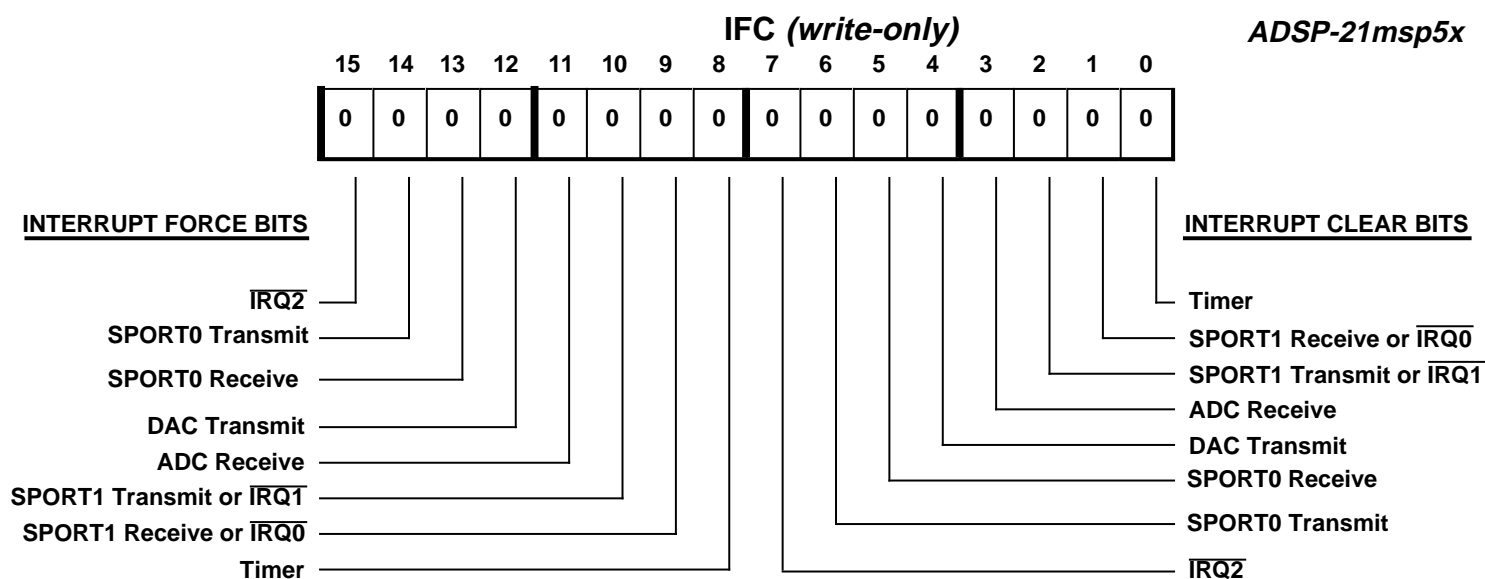 IFC (write-only)
ADSP-21msp5x
15 14 13 12 11 10 9 8 7 6 5 4 3 2 1 0
0 0 0 0 0 0 0 0 0 0 0 0 0 0 0 0
INTERRUPT FORCE BITS
IRQ2
SPORT0 Transmit
SPORT0 Receive
DAC Transmit
ADC Receive
SPORT1 Transmit or IRQ1
SPORT1 Receive or IRQ0
Timer
INTERRUPT CLEAR BITS
Timer
SPORT1 Receive or IRQ0
SPORT1 Transmit or IRQ1
ADC Receive
DAC Transmit
SPORT0 Receive
SPORT0 Transmit
IRQ2